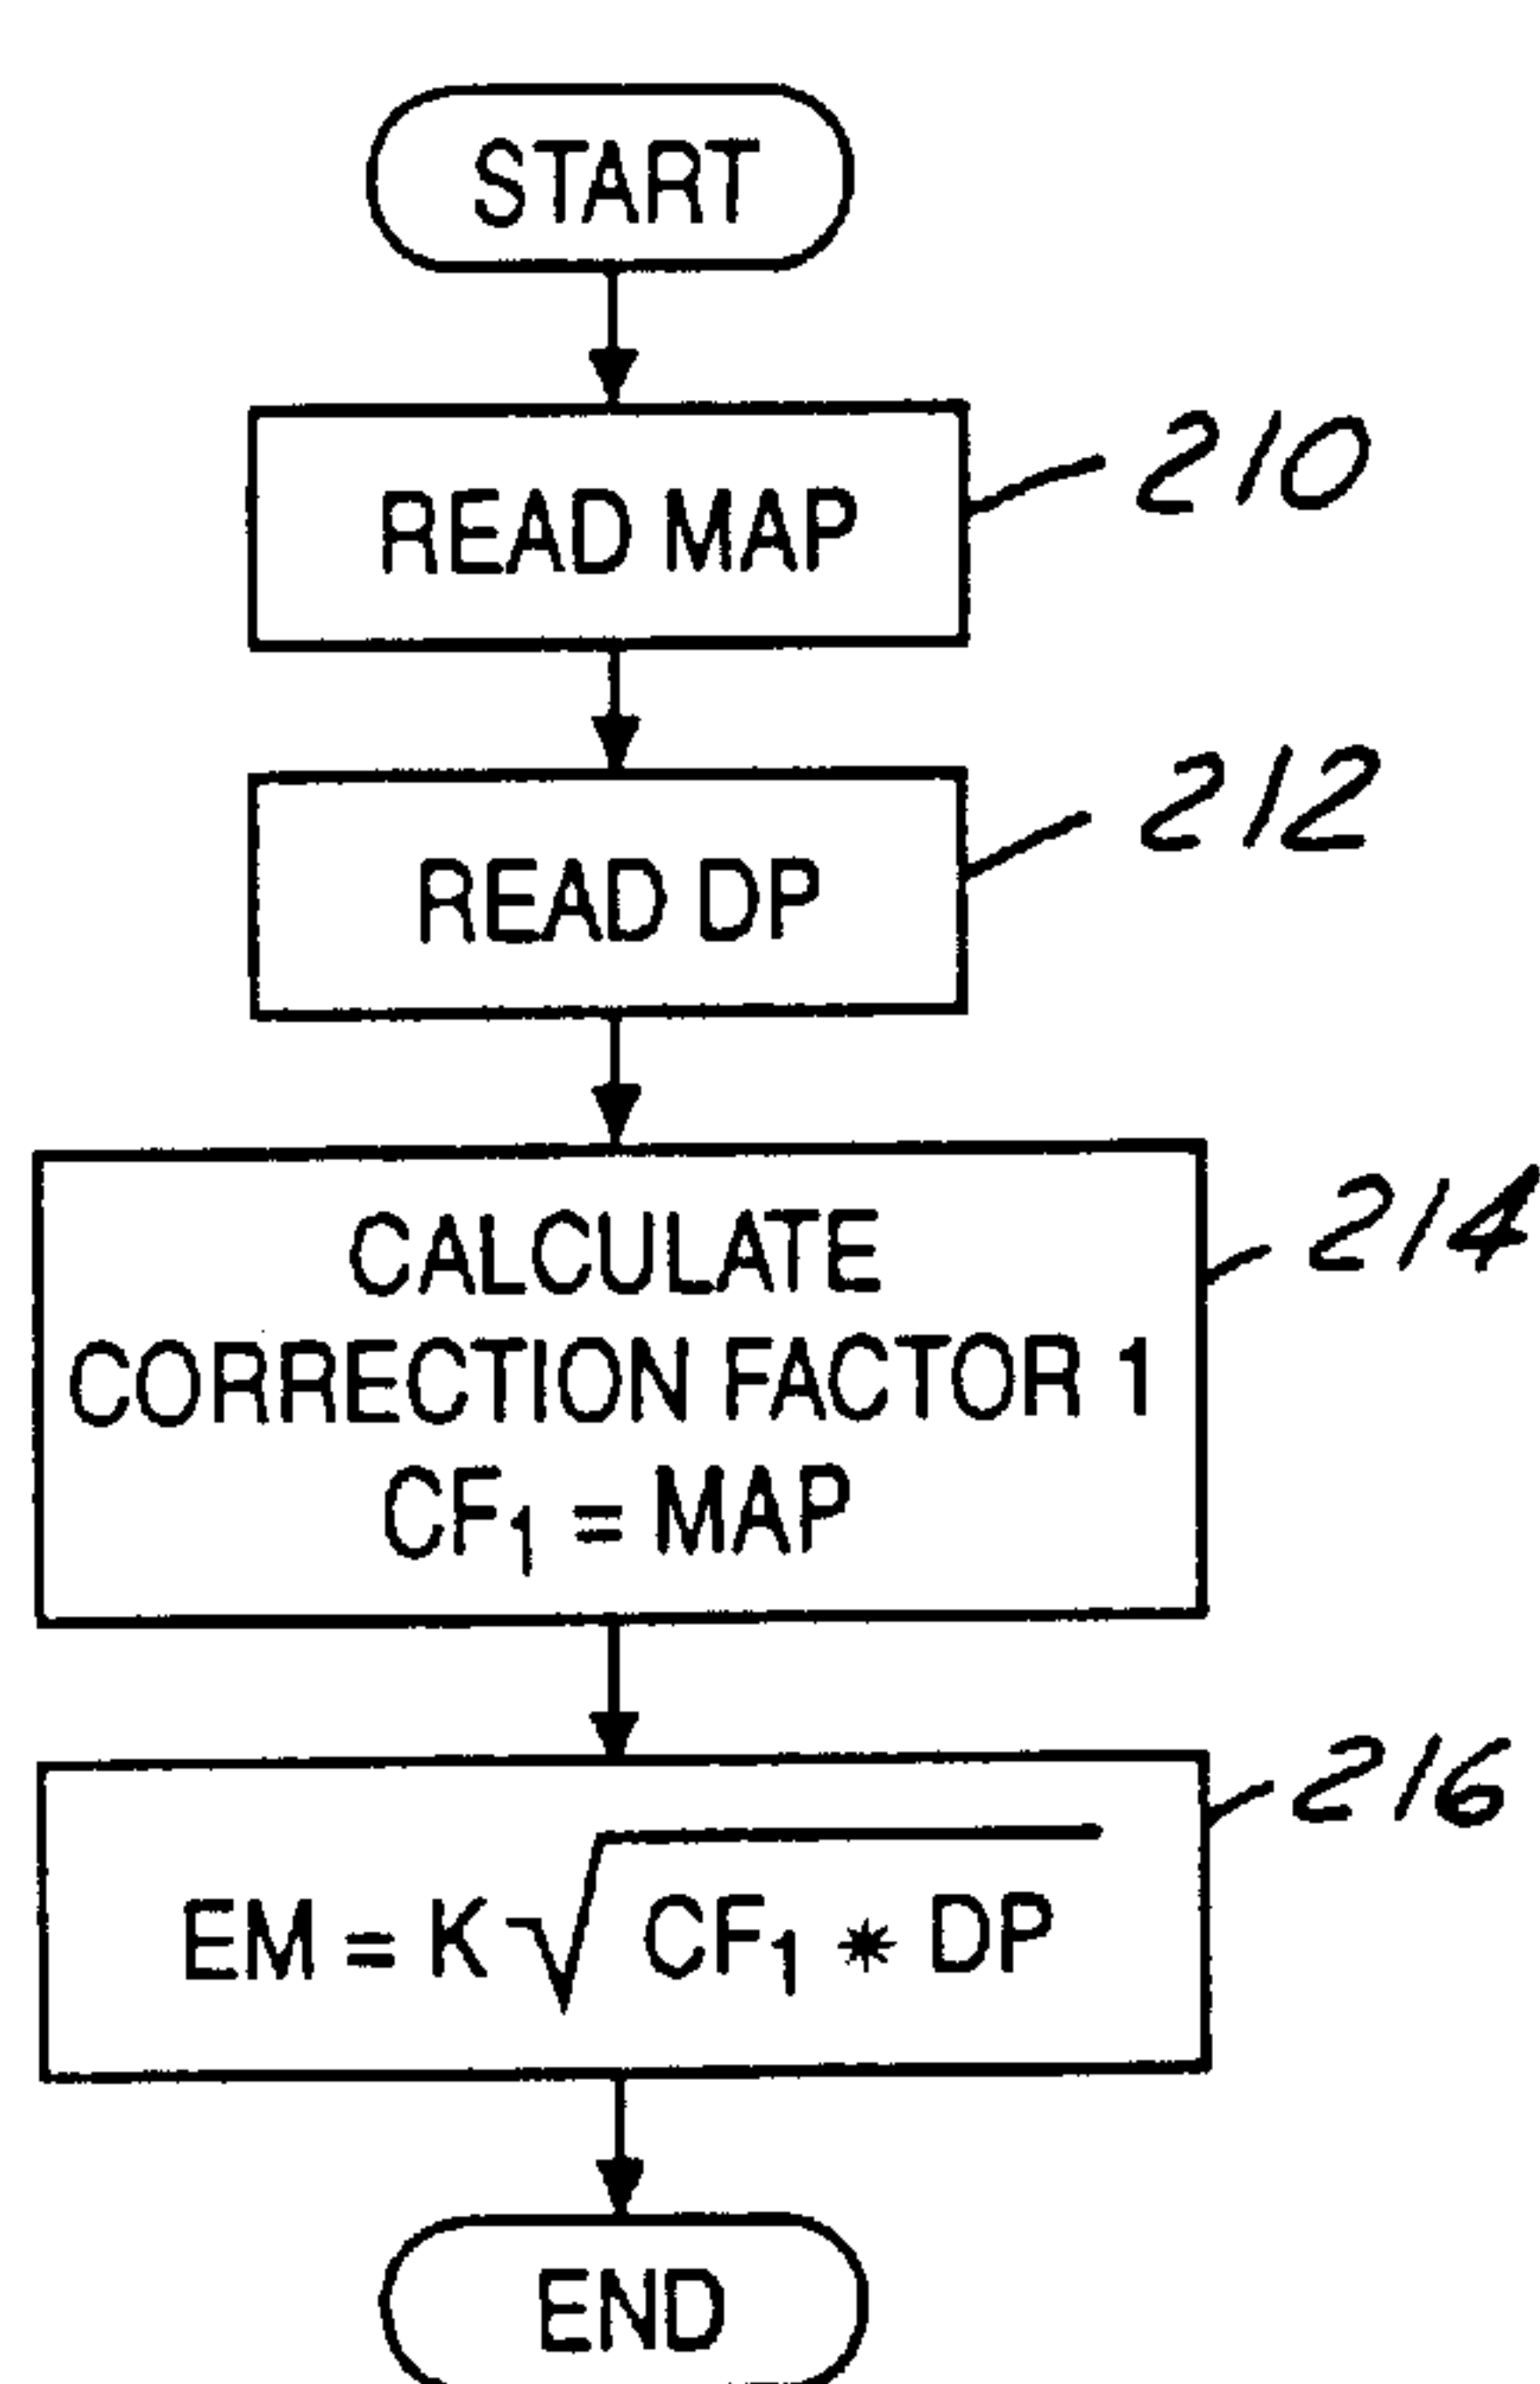 START
READ MAP
210
READ DP
212
CALCULATE
CORRECTION FACTOR 1
CF₁ = MAP
214
EM = K√CF₁ * DP
216
END